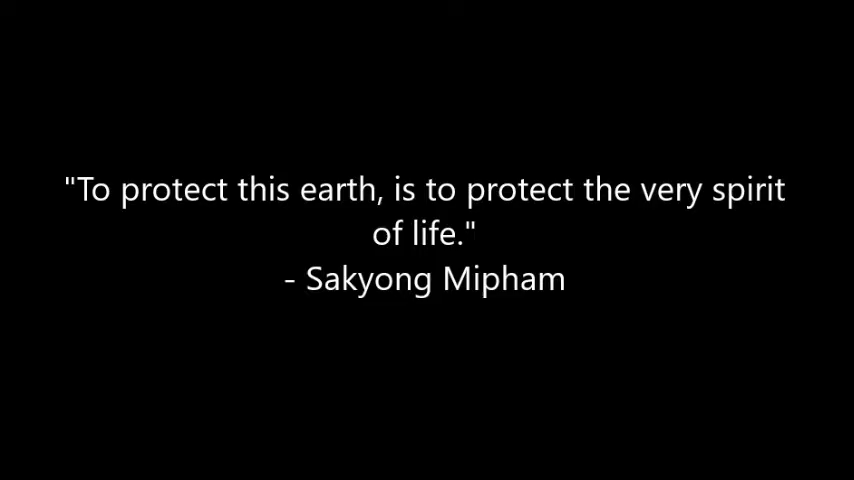 "To protect this earth, is to protect the very spirit
of life."
- Sakyong Mipham